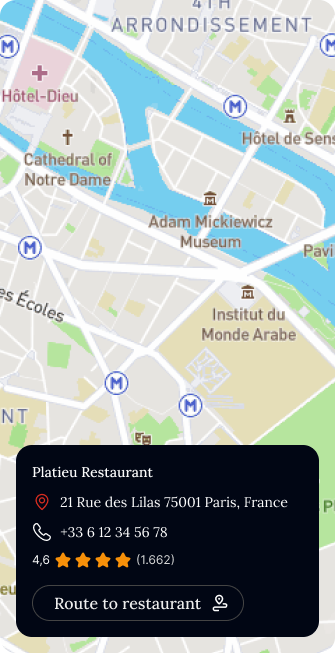 4TH
ARRONDISSEMENT
M
M
Hôtel-Dieu
M
Hôtel de Sens
Cathedral of
Notre Dame
Adam Mickiewicz
Museum
M
Pavi
es Écoles
Institut du
Monde Arabe
M
M
NT
Platieu Restaurant
21 Rue des Lilas 75001 Paris, France
+33 6 12 34 56 78
4,6 (1.662)
Route to restaurant